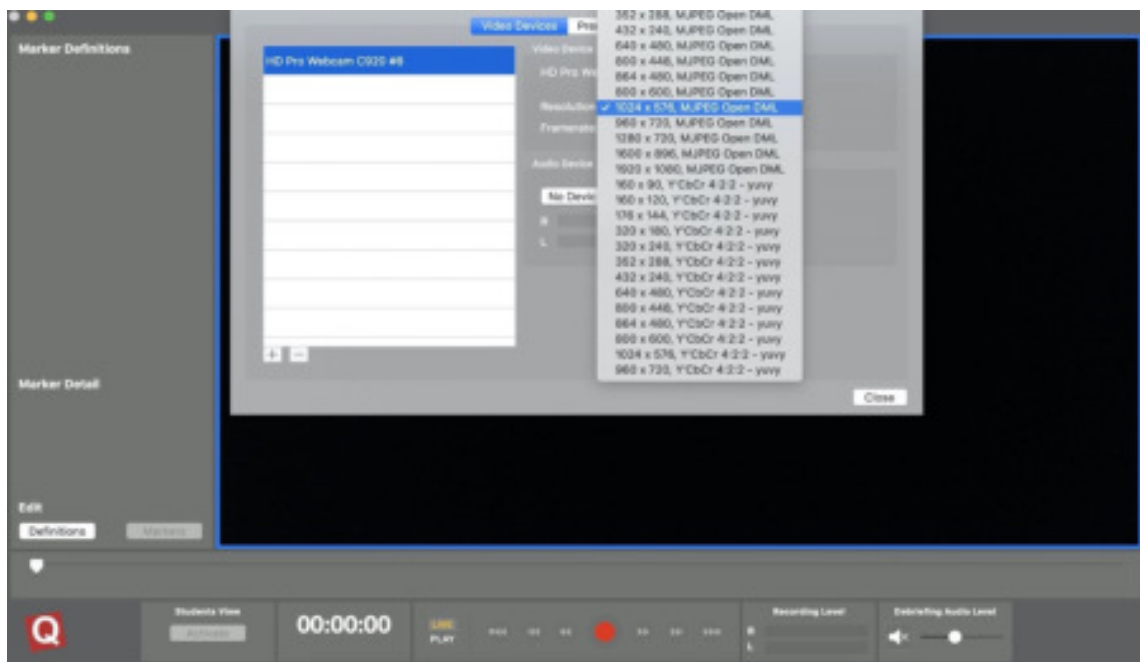 Marker Definitions
Video Devices
HD Pro Webcam C920 #6
Video Device
HD Pro
Resolution
Framerate
Audio Device
No Device
R
L
352 x 288, MJPEG Open DML
432 x 240, MJPEG Open DML
640 x 480, MJPEG Open DML
800 x 448, MJPEG Open DML
864 x 480, MJPEG Open DML
800 x 600, MJPEG Open DML
✓ 1024 x 576, MJPEG Open DML
960 x 720, MJPEG Open DML
1280 x 720, MJPEG Open DML
1600 x 896, MJPEG Open DML
1920 x 1080, MJPEG Open DML
160 x 90, Y'CbCr 4:2:2 - yuvy
160 x 120, Y'CbCr 4:2:2 - yuvy
176 x 144, Y'CbCr 4:2:2 - yuvy
320 x 180, Y'CbCr 4:2:2 - yuvy
320 x 240, Y'CbCr 4:2:2 - yuvy
352 x 288, Y'CbCr 4:2:2 - yuvy
432 x 240, Y'CbCr 4:2:2 - yuvy
640 x 480, Y'CbCr 4:2:2 - yuvy
800 x 448, Y'CbCr 4:2:2 - yuvy
864 x 480, Y'CbCr 4:2:2 - yuvy
800 x 600, Y'CbCr 4:2:2 - yuvy
1024 x 576, Y'CbCr 4:2:2 - yuvy
960 x 720, Y'CbCr 4:2:2 - yuvy
+ −
Close
Marker Detail
Edit
Definitions
Markers
Q
Students View
Activate
00:00:00
LIVE
PLAY
Recording Level
R
L
Debriefing Audio Level